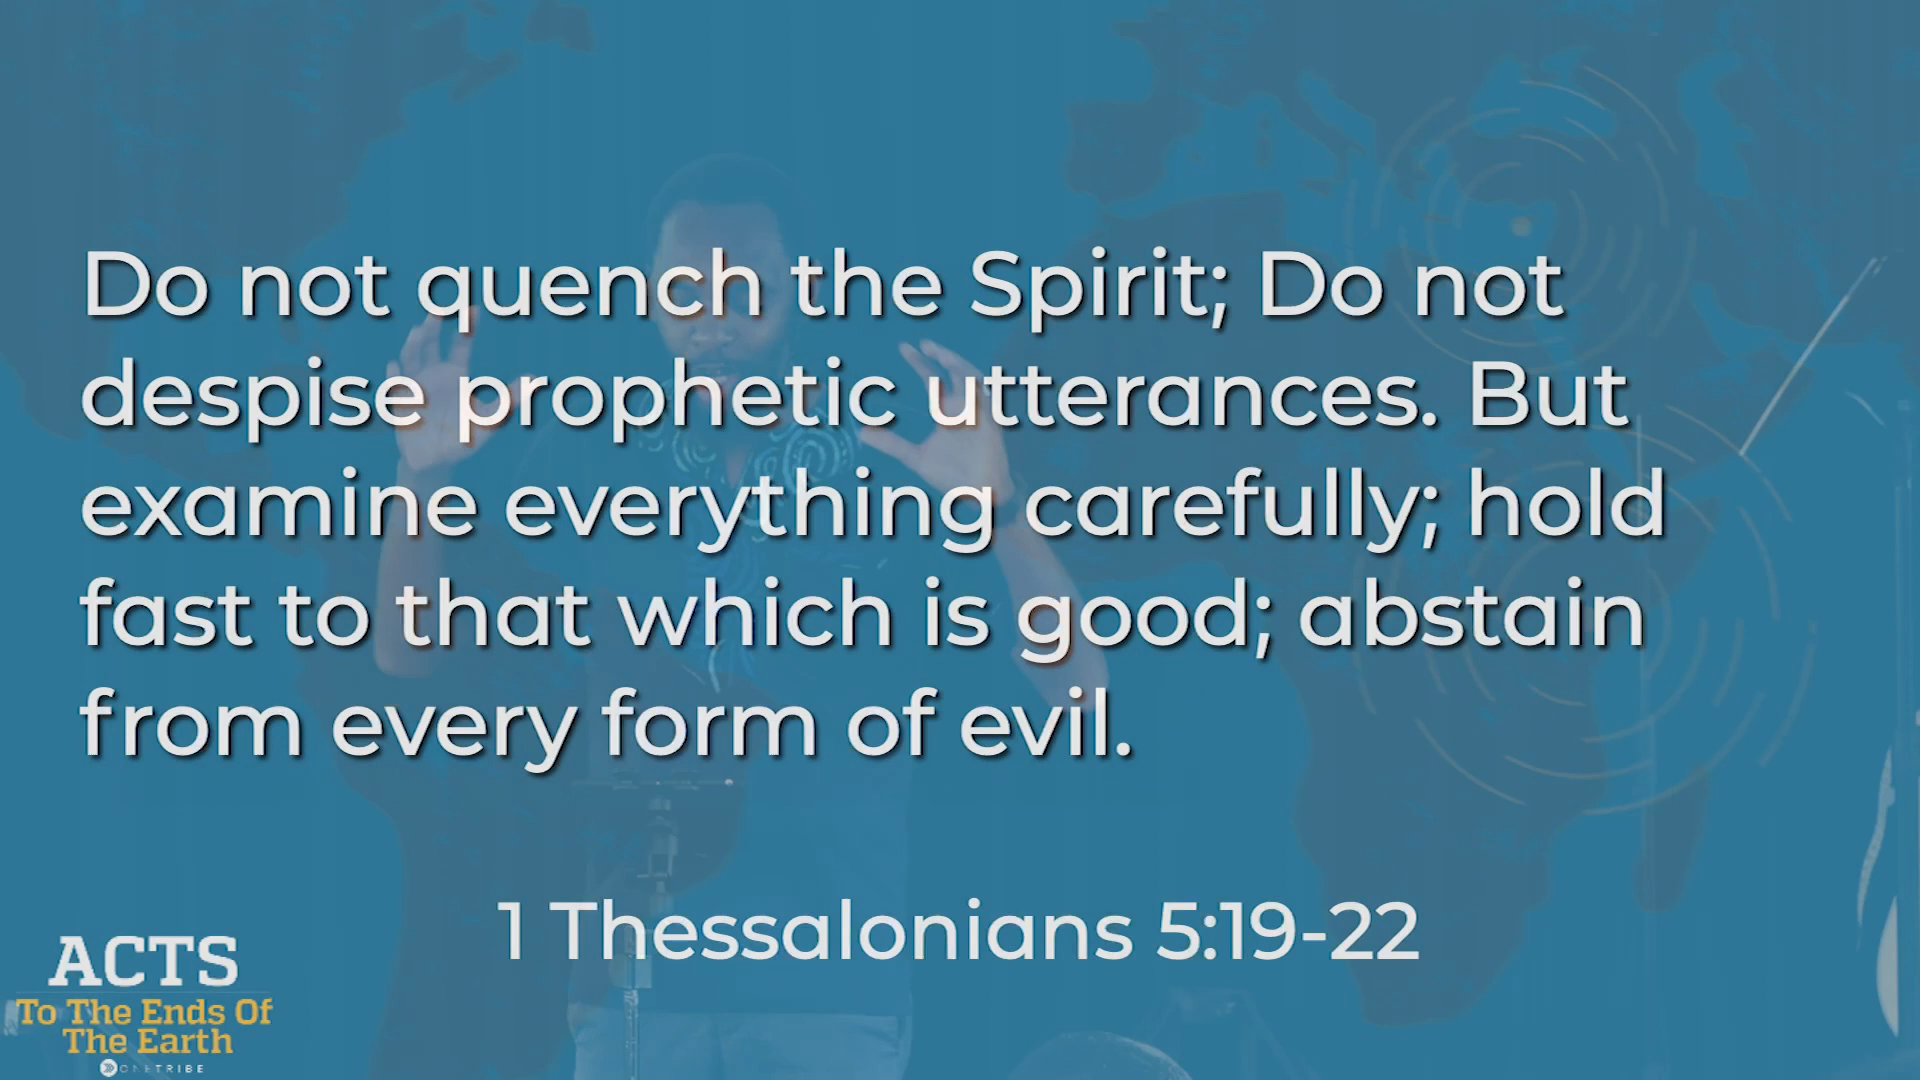 Do not quench the Spirit; Do not
despise prophetic utterances. But
examine everything carefully; hold
fast to that which is good; abstain
from every form of evil.
1 Thessalonians 5:19-22
ACTS
To The Ends Of
The Earth
ONETRIBE